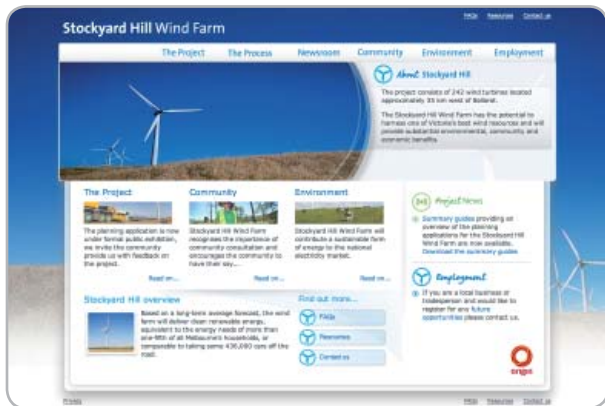 FAQs Resources Contact us
Stockyard Hill Wind Farm
The Project The Process Newsroom Community Environment Employment
About Stockyard Hill
The project consists of 242 wind turbines located
approximately 35 km west of Ballarat.
The Stockyard Hill Wind Farm has the potential to
harness one of Victoria's best wind resources and will
provide substantial environmental, community and
economic benefits.
The Project
The planning application is
now under formal public exhibition,
we invite the community
provide us with feedback on
the project.
Read on...
Community
Stockyard Hill Wind Farm
recognises the importance of
community consultation and
encourages the community to
have their say...
Read on...
Environment
Stockyard Hill Wind Farm will
contribute a sustainable form
of energy to the national
electricity market.
Read on...
Project News
Summary guides providing an
overview of the planning
applications for the Stockyard Hill
Wind Farm are now available.
Download the summary guides
Employment
If you are a local business or
tradesperson and would like to
register for any future
opportunities please contact us.
Stockyard Hill overview
Based on a long-term average forecast, the wind
farm will deliver clean renewable energy,
equivalent to the energy needs of more than
one-fifth of all Melbourne's households, or
comparable to taking some 430,000 cars off the
road.
Find out more...
FAQs
Resources
Contact us
origin
Privacy
FAQs Resources Contact us